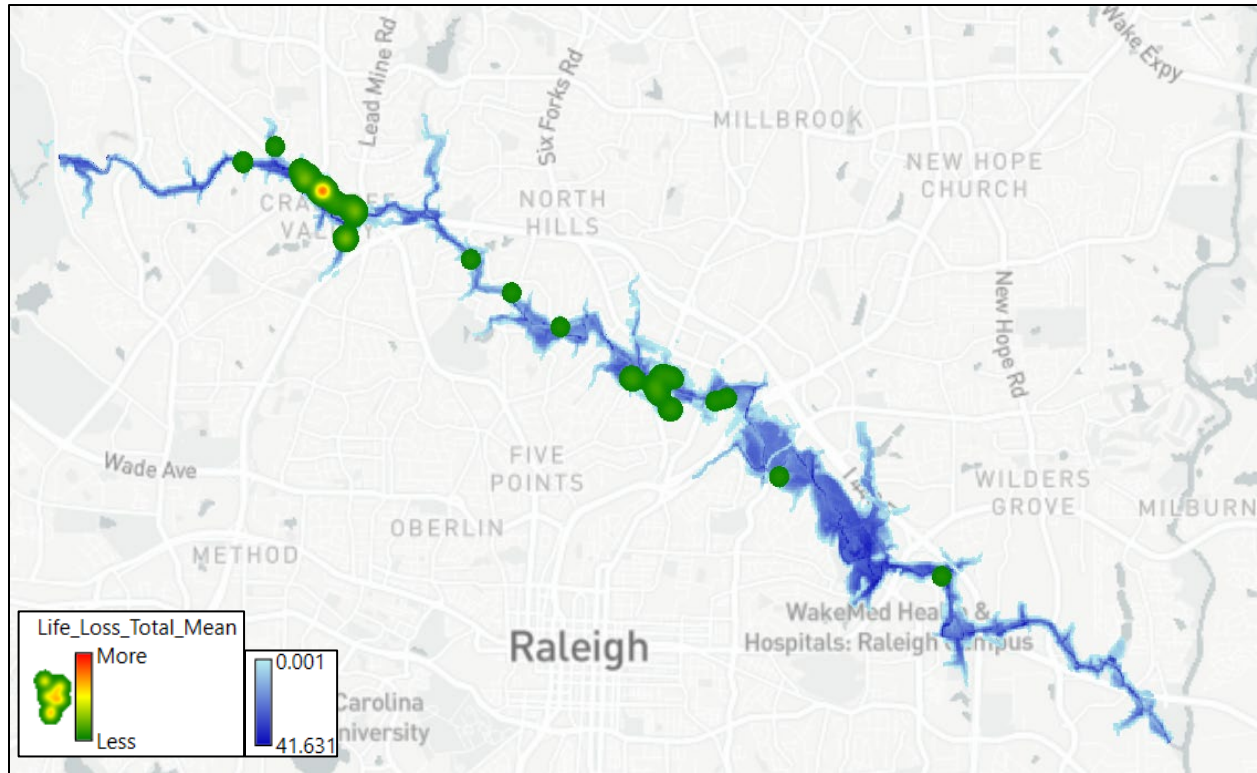 Wake Expy
Lead Mine Rd
Six Forks Rd
MILLBROOK
NEW HOPE
CHURCH
NORTH
HILLS
VALLEY
New Hope Rd
Wade Ave
FIVE
POINTS
WILDERS
GROVE
MILBURN
OBERLIN
METHOD
WakeMed Health &
Hospitals: Raleigh Campus
Raleigh
Carolina
University
Life_Loss_Total_Mean
More
Less
0.001
41.631